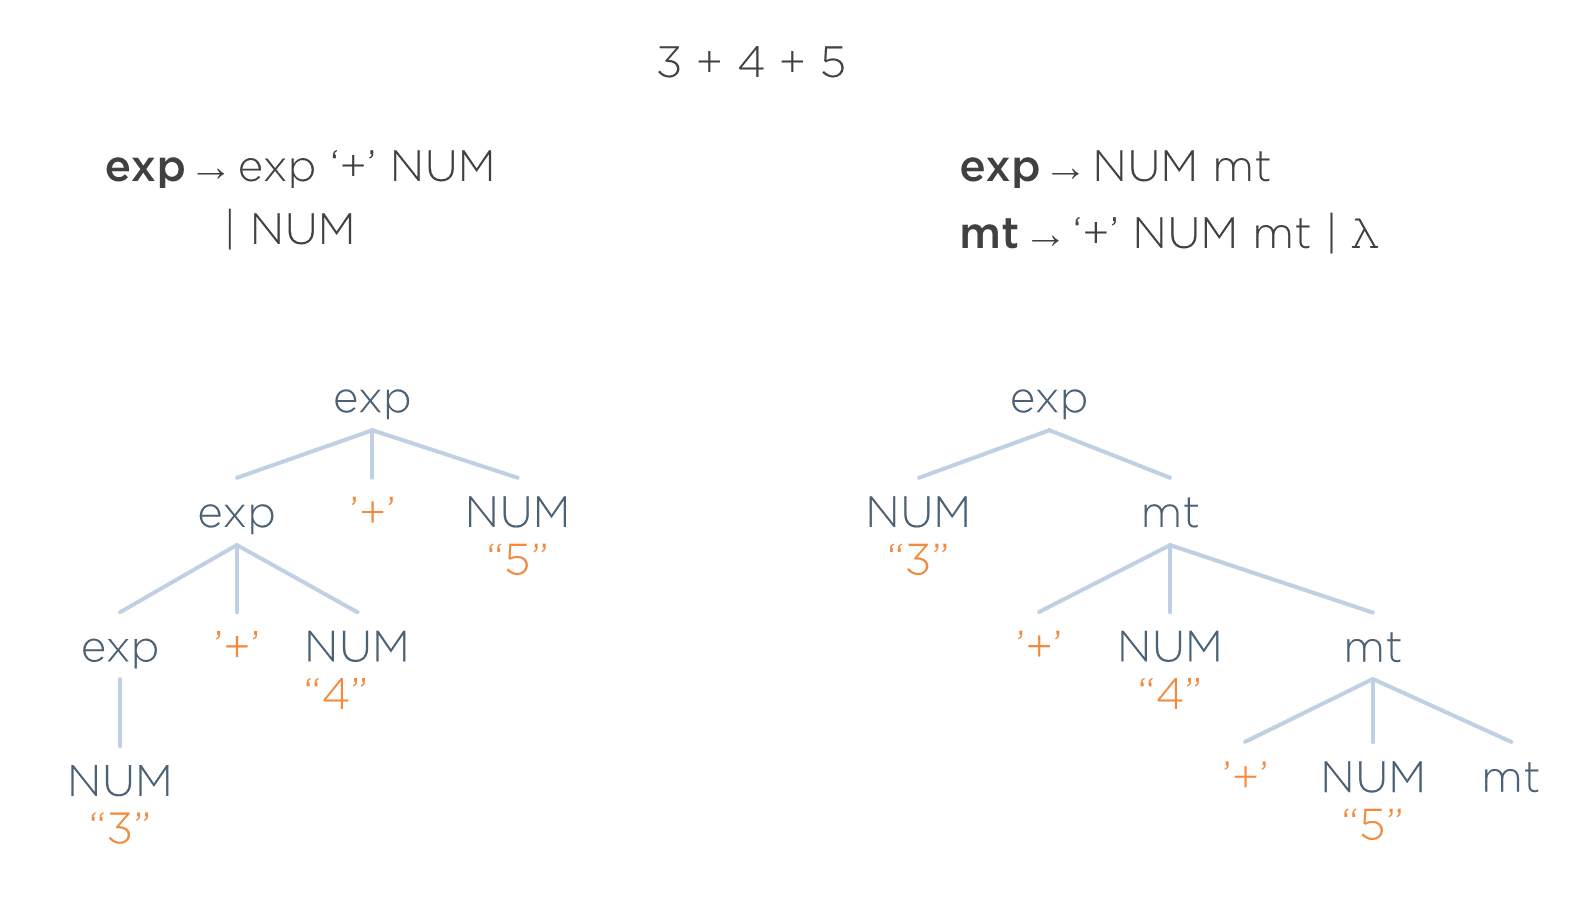 3 + 4 + 5
exp → exp ‘+’ NUM
| NUM
exp → NUM mt
mt → ‘+’ NUM mt | λ
exp
exp ’+’ NUM
“5”
exp ’+’ NUM
“4”
NUM
“3”
exp
NUM mt
“3”
’+’ NUM mt
“4”
’+’ NUM mt
“5”